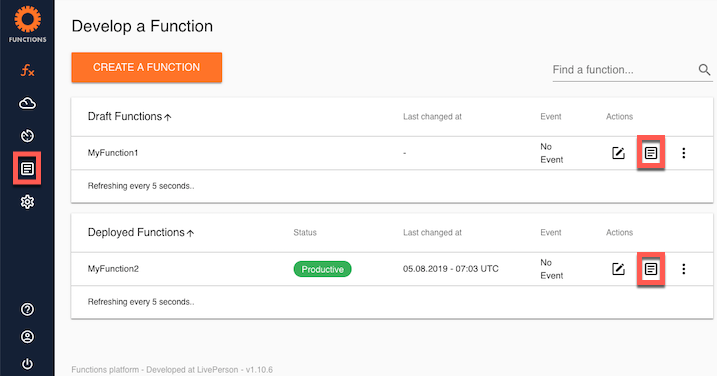 FUNCTIONS
Develop a Function
CREATE A FUNCTION
Find a function...
Draft Functions
Last changed at
Event
Actions
MyFunction1
-
No
Event
Refreshing every 5 seconds..
Deployed Functions
Status
Last changed at
Event
Actions
MyFunction2
Productive
05.08.2019 - 07:03 UTC
No
Event
Refreshing every 5 seconds..
Functions platform - Developed at LivePerson - v1.10.6